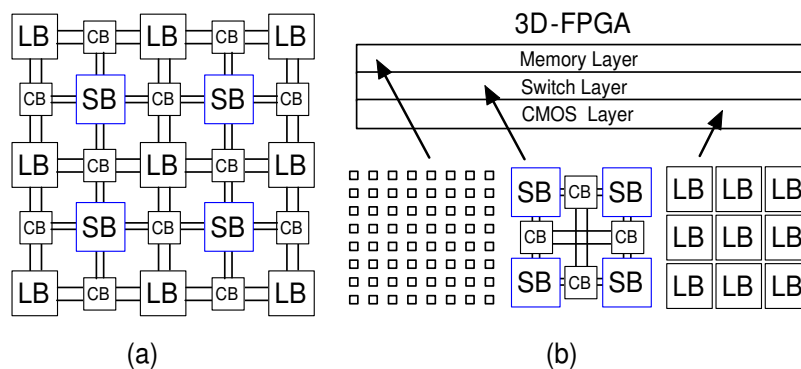 LB CB LB CB LB
CB SB CB SB CB
LB CB LB CB LB
CB SB CB SB CB
LB CB LB CB LB
(a)
3D-FPGA
Memory Layer
Switch Layer
CMOS Layer
SB CB SB
CB CB
SB CB SB
LB LB LB
LB LB LB
LB LB LB
(b)